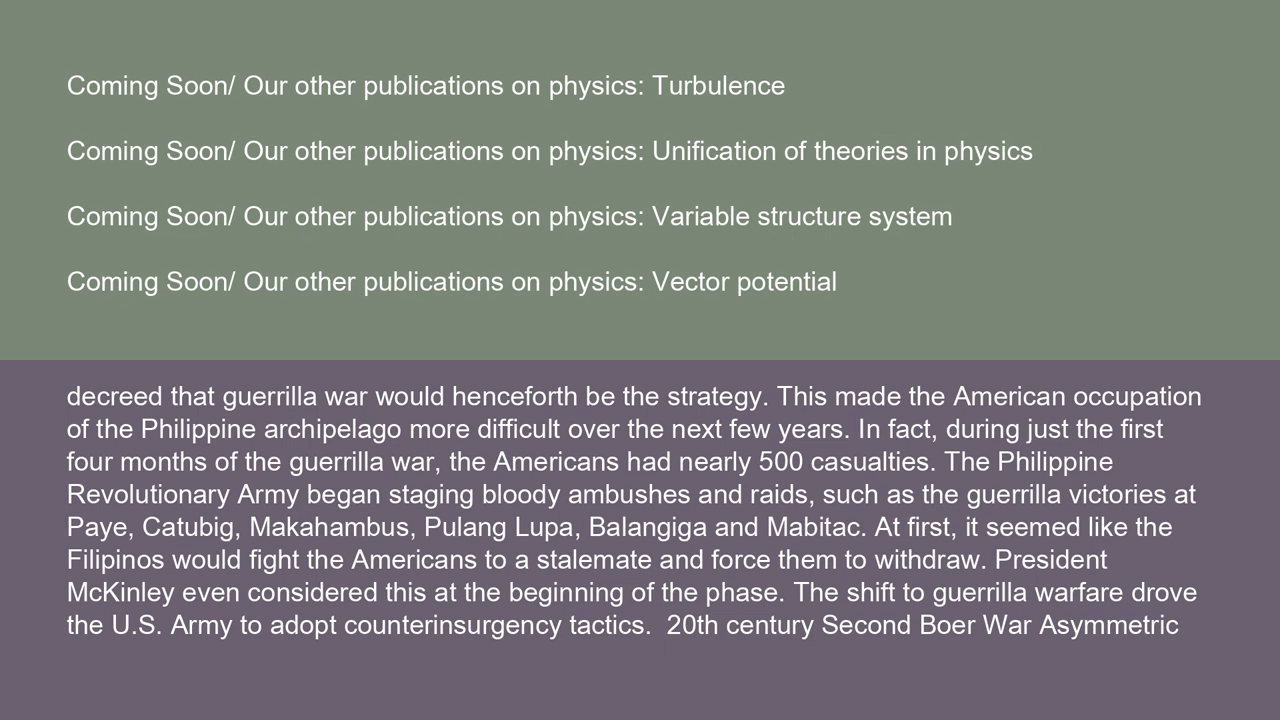 Coming Soon/ Our other publications on physics: Turbulence
Coming Soon/ Our other publications on physics: Unification of theories in physics
Coming Soon/ Our other publications on physics: Variable structure system
Coming Soon/ Our other publications on physics: Vector potential
decreed that guerrilla war would henceforth be the strategy. This made the American occupation
of the Philippine archipelago more difficult over the next few years. In fact, during just the first
four months of the guerrilla war, the Americans had nearly 500 casualties. The Philippine
Revolutionary Army began staging bloody ambushes and raids, such as the guerrilla victories at
Paye, Catubig, Makahambus, Pulang Lupa, Balangiga and Mabitac. At first, it seemed like the
Filipinos would fight the Americans to a stalemate and force them to withdraw. President
McKinley even considered this at the beginning of the phase. The shift to guerrilla warfare drove
the U.S. Army to adopt counterinsurgency tactics.  20th century Second Boer War Asymmetric